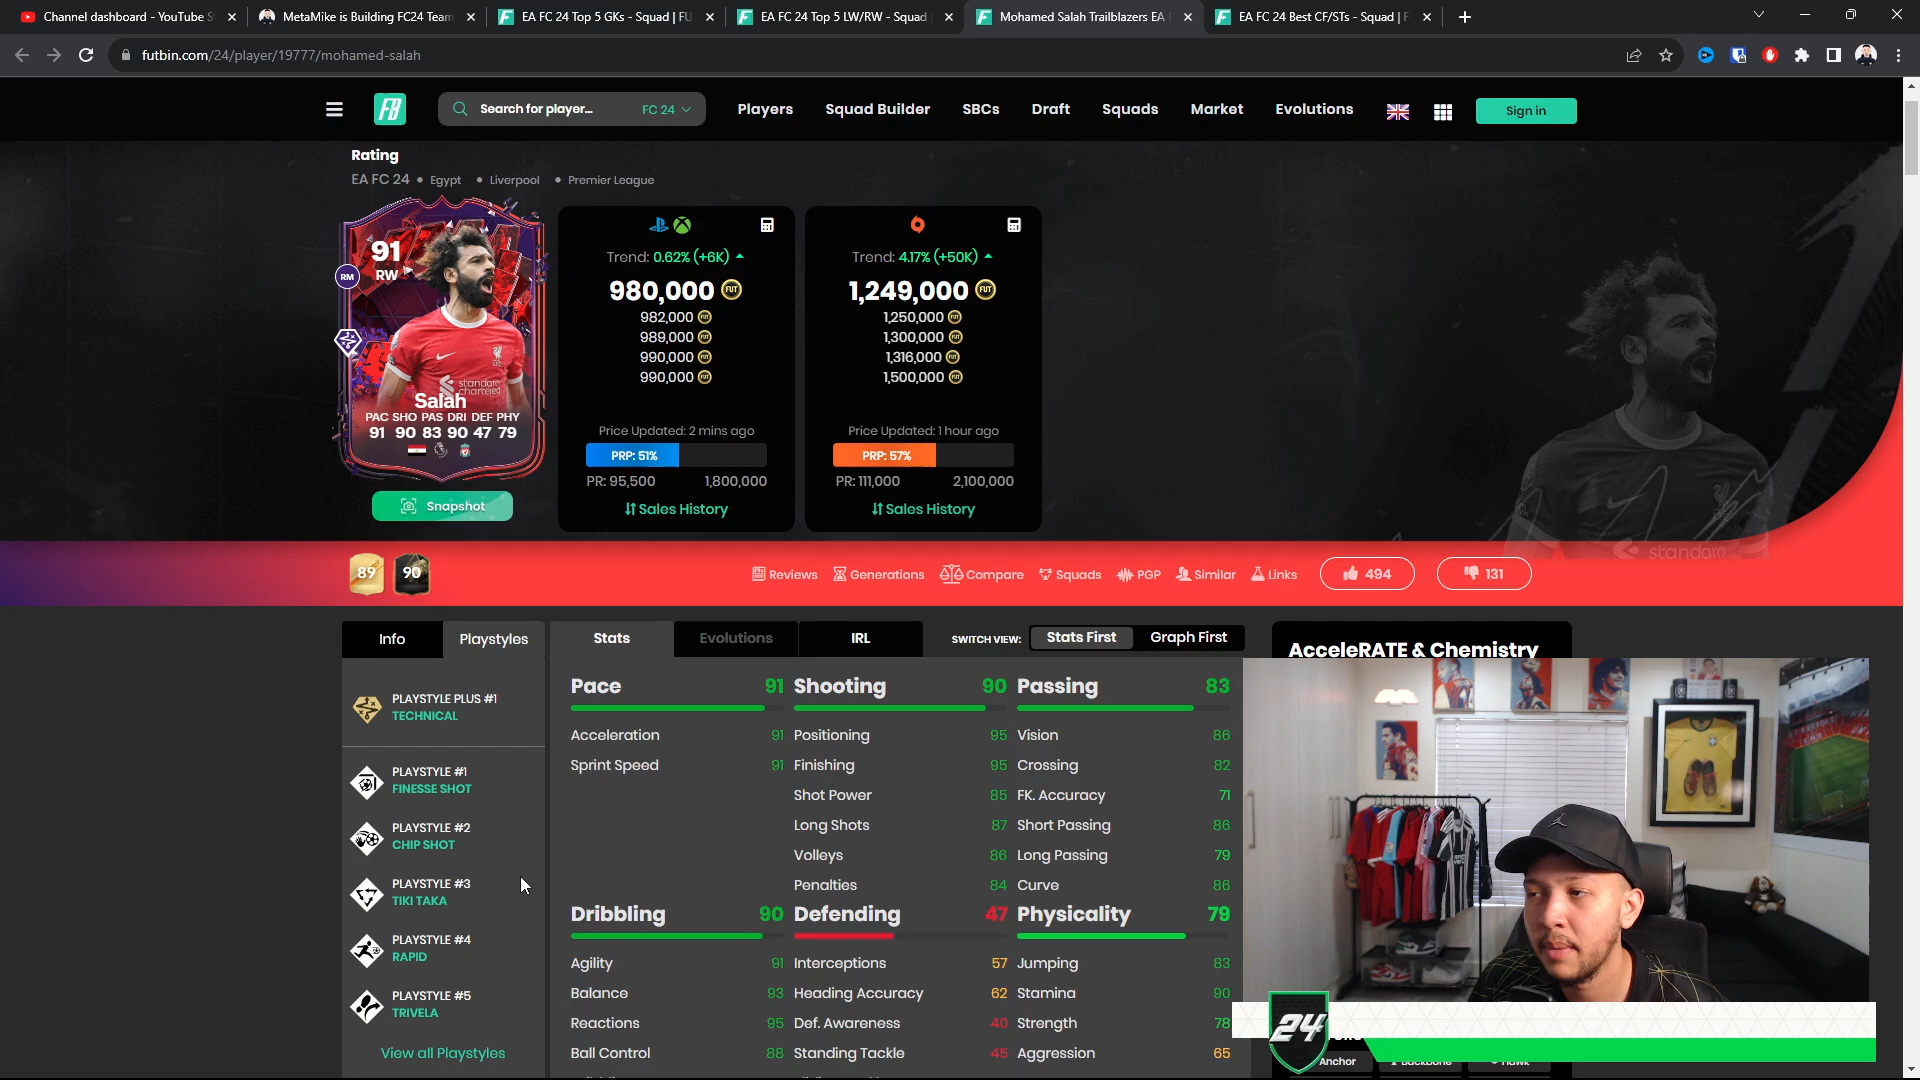 Channel dashboard - YouTube S
MetaMike is Building FC24 Team
EA FC 24 Top 5 GKs - Squad | FU
EA FC 24 Top 5 LW/RW - Squad
Mohamed Salah Trailblazers EA
EA FC 24 Best CF/STs - Squad | F
futbin.com/24/player/19777/mohamed-salah
FB
Search for player...
FC 24
Players
Squad Builder
SBCs
Draft
Squads
Market
Evolutions
Sign in
Rating
EA FC 24 • Egypt • Liverpool • Premier League
91
RW
RM
standard
chartered
Salah
PAC SHO PAS DRI DEF PHY
91 90 83 90 47 79
Snapshot
Trend: 0.62% (+6K)
980,000
982,000
989,000
990,000
990,000
Price Updated: 2 mins ago
PRP: 51%
PR: 95,500 1,800,000
Sales History
Trend: 4.17% (+50K)
1,249,000
1,250,000
1,300,000
1,316,000
1,500,000
Price Updated: 1 hour ago
PRP: 57%
PR: 111,000 2,100,000
Sales History
standard
89
90
Reviews
Generations
Compare
Squads
PGP
Similar
Links
494
131
Info
Playstyles
PLAYSTYLE PLUS #1
TECHNICAL
PLAYSTYLE #1
FINESSE SHOT
PLAYSTYLE #2
CHIP SHOT
PLAYSTYLE #3
TIKI TAKA
PLAYSTYLE #4
RAPID
PLAYSTYLE #5
TRIVELA
View all Playstyles
Stats
Evolutions
IRL
SWITCH VIEW:
Stats First
Graph First
Pace 91
Acceleration 91
Sprint Speed 91
Shooting 90
Positioning 95
Finishing 95
Shot Power 85
Long Shots 87
Volleys 86
Penalties 84
Passing 83
Vision 86
Crossing 82
FK. Accuracy 71
Short Passing 86
Long Passing 79
Curve 86
Dribbling 90
Agility 91
Balance 93
Reactions 95
Ball Control 88
Defending 47
Interceptions 57
Heading Accuracy 62
Def. Awareness 40
Standing Tackle 45
Physicality 79
Jumping 83
Stamina 90
Strength 78
Aggression 65
AcceleRATE & Chemistry
24
Anchor
Backbone
Hawk